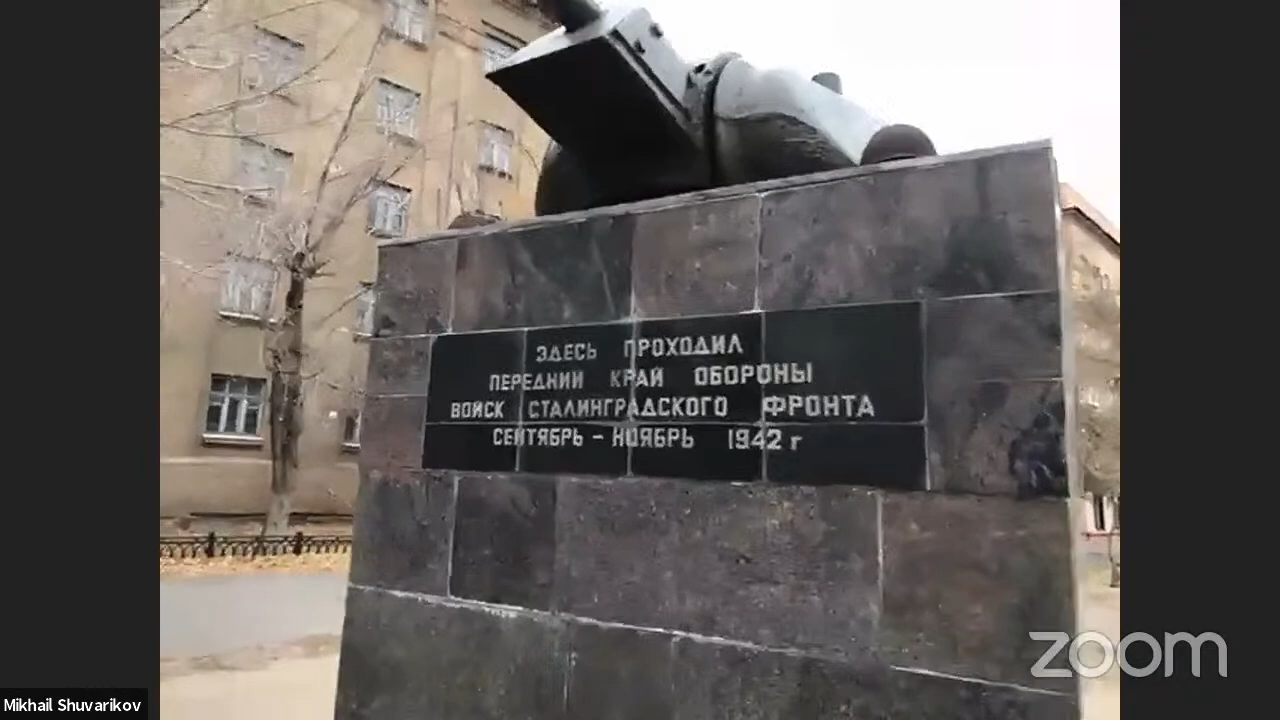 ЗДЕСЬ ПРОХОДИЛ
ПЕРЕДНИЙ КРАЙ ОБОРОНЫ
ВОЙСК СТАЛИНГРАДСКОГО ФРОНТА
СЕНТЯБРЬ – НОЯБРЬ 1942 г
zoom
Mikhail Shuvarikov